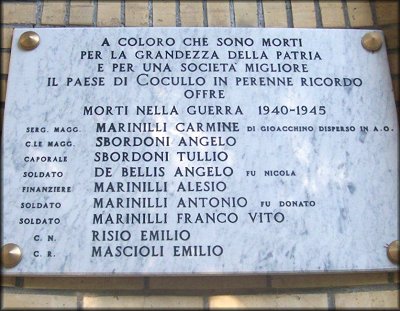 A COLORO CHE SONO MORTI
PER LA GRANDEZZA DELLA PATRIA
E PER UNA SOCIETA' MIGLIORE
IL PAESE DI COCULLO IN PERENNE RICORDO
OFFRE
MORTI NELLA GUERRA 1940-1945
SERG. MAGG. MARINILLI CARMINE DI GIOACCHINO DISPERSO IN A.O.
C.LE MAGG. SBORDONI ANGELO
CAPORALE SBORDONI TULLIO
SOLDATO DE BELLIS ANGELO FU NICOLA
FINANZIERE MARINILLI ALESIO
SOLDATO MARINILLI ANTONIO FU DONATO
SOLDATO MARINILLI FRANCO VITO
C. N. RISIO EMILIO
C. R. MASCIOLI EMILIO